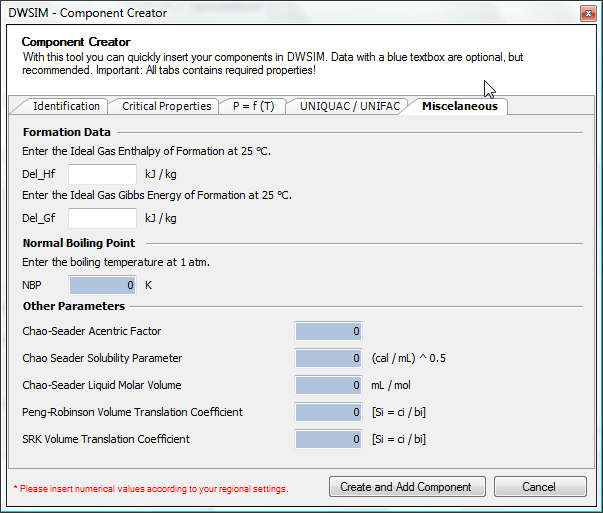 DWSIM - Component Creator
Component Creator
With this tool you can quickly insert your components in DWSIM. Data with a blue textbox are optional, but
recommended. Important: All tabs contains required properties!
Identification Critical Properties P = f (T) UNIQUAC / UNIFAC Miscelaneous
Formation Data
Enter the Ideal Gas Enthalpy of Formation at 25 ºC.
Del_Hf kJ / kg
Enter the Ideal Gas Gibbs Energy of Formation at 25 ºC.
Del_Gf kJ / kg
Normal Boiling Point
Enter the boiling temperature at 1 atm.
NBP 0 K
Other Parameters
Chao-Seader Acentric Factor 0
Chao Seader Solubility Parameter 0 (cal / mL) ^ 0.5
Chao-Seader Liquid Molar Volume 0 mL / mol
Peng-Robinson Volume Translation Coefficient 0 [Si = ci / bi]
SRK Volume Translation Coefficient 0 [Si = ci / bi]
* Please insert numerical values according to your regional settings. Create and Add Component Cancel